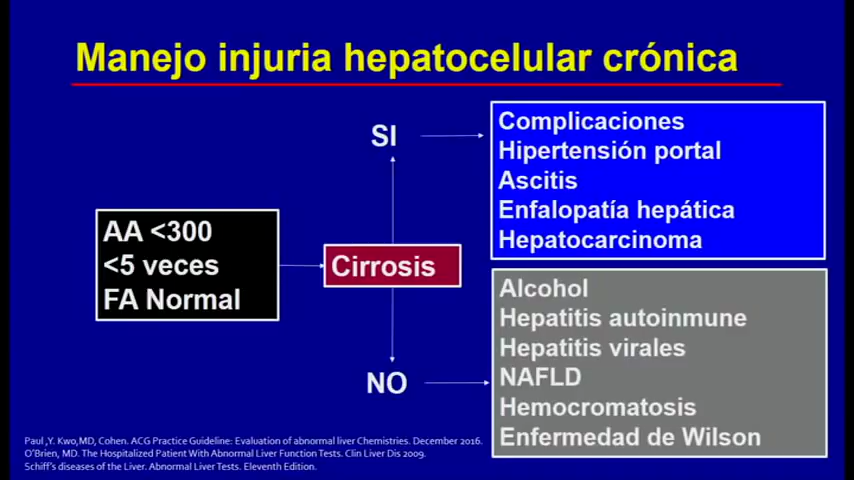 Manejo injuria hepatocelular crónica
AA <300
<5 veces
FA Normal
Cirrosis
SI
Complicaciones
Hipertensión portal
Ascitis
Enfalopatía hepática
Hepatocarcinoma
NO
Alcohol
Hepatitis autoinmune
Hepatitis virales
NAFLD
Hemocromatosis
Enfermedad de Wilson
Paul ,Y. Kwo,MD, Cohen. ACG Practice Guideline: Evaluation of abnormal liver Chemistries. December 2016.
O'Brien, MD. The Hospitalized Patient With Abnormal Liver Function Tests. Clin Liver Dis 2009.
Schiff's diseases of the Liver. Abnormal Liver Tests. Eleventh Edition.